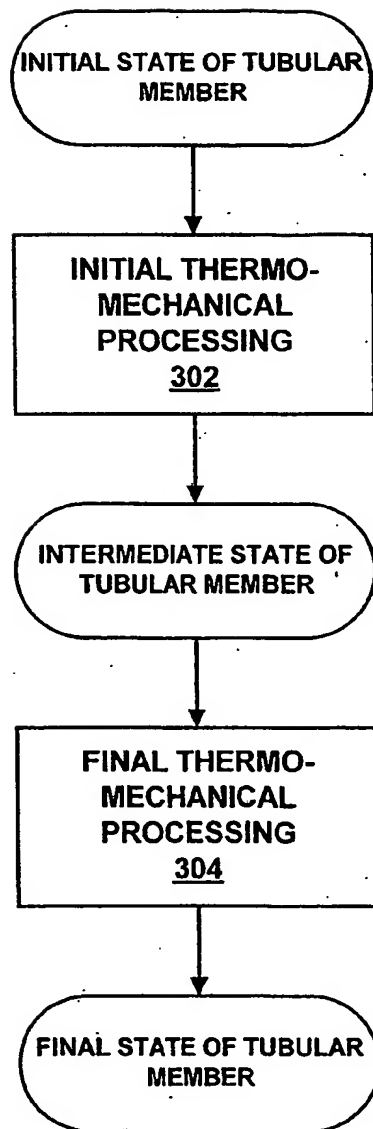 INITIAL STATE OF TUBULAR
MEMBER
INITIAL THERMO-
MECHANICAL
PROCESSING
302
INTERMEDIATE STATE OF
TUBULAR MEMBER
FINAL THERMO-
MECHANICAL
PROCESSING
304
FINAL STATE OF TUBULAR
MEMBER